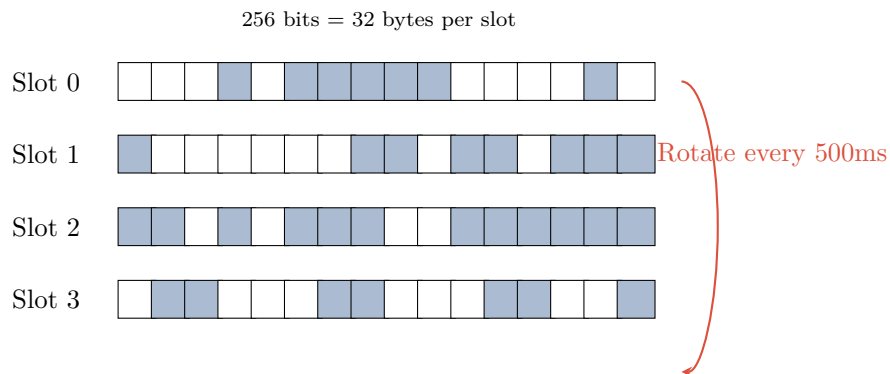 256 bits = 32 bytes per slot
Slot 0
Slot 1
Rotate every 500ms
Slot 2
Slot 3